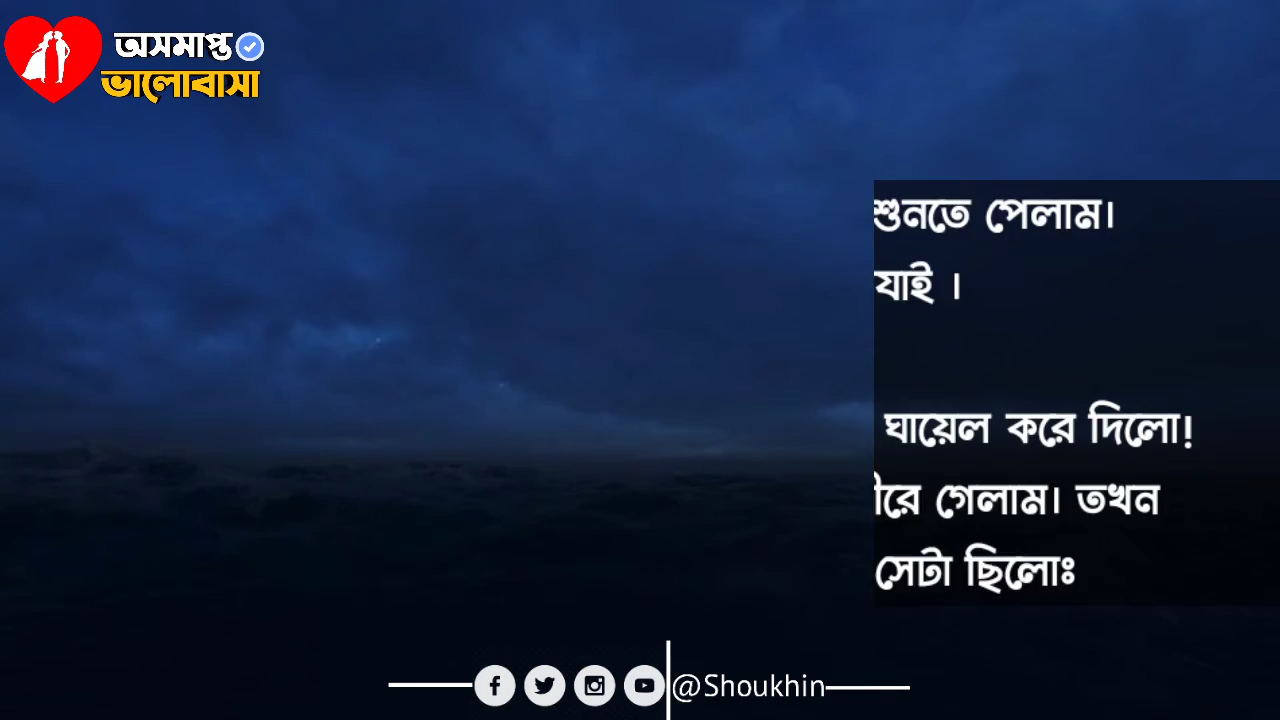 অসমাপ্ত
ভালোবাসা
শুনতে পেলাম।
যাই ।
ঘায়েল করে দিলো!
গেলাম। তখন
সেটা ছিলোঃ
@Shoukhin